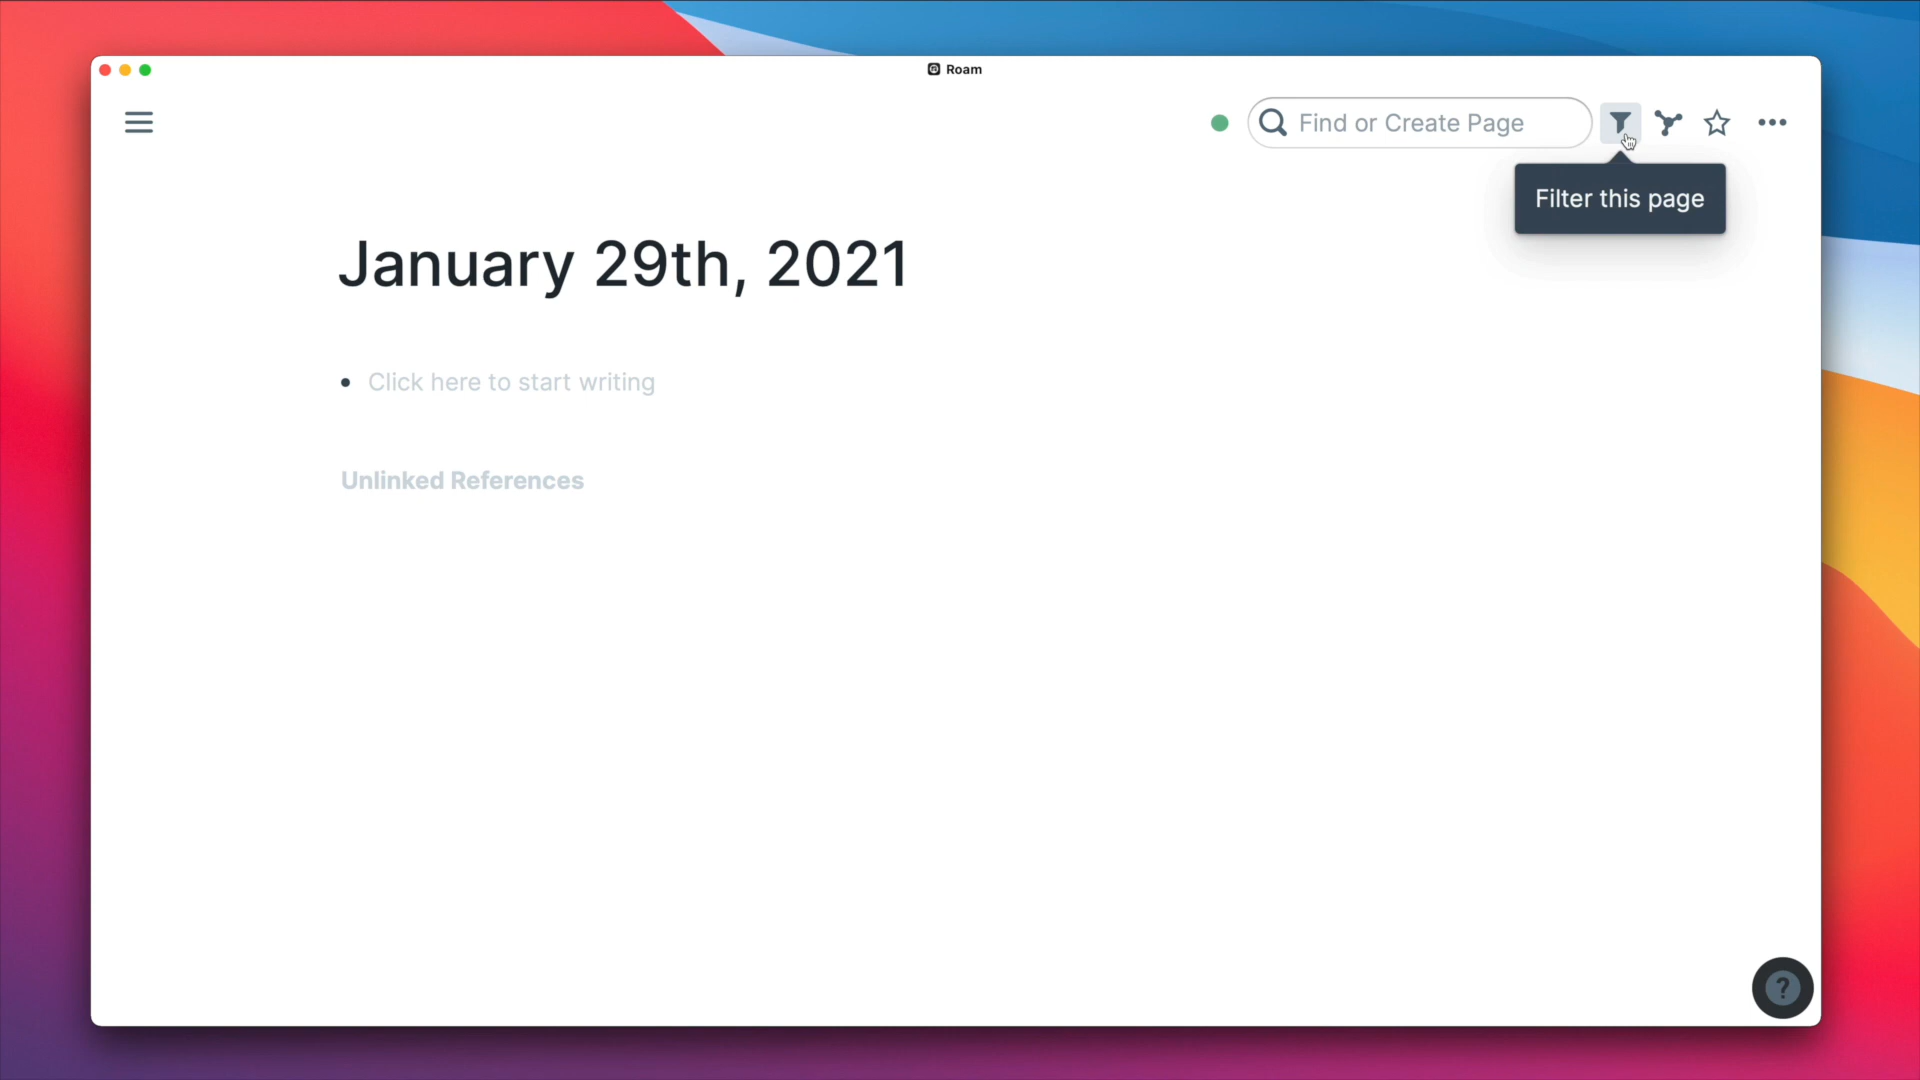 Roam
Find or Create Page
Filter this page
January 29th, 2021
Click here to start writing
Unlinked References
?